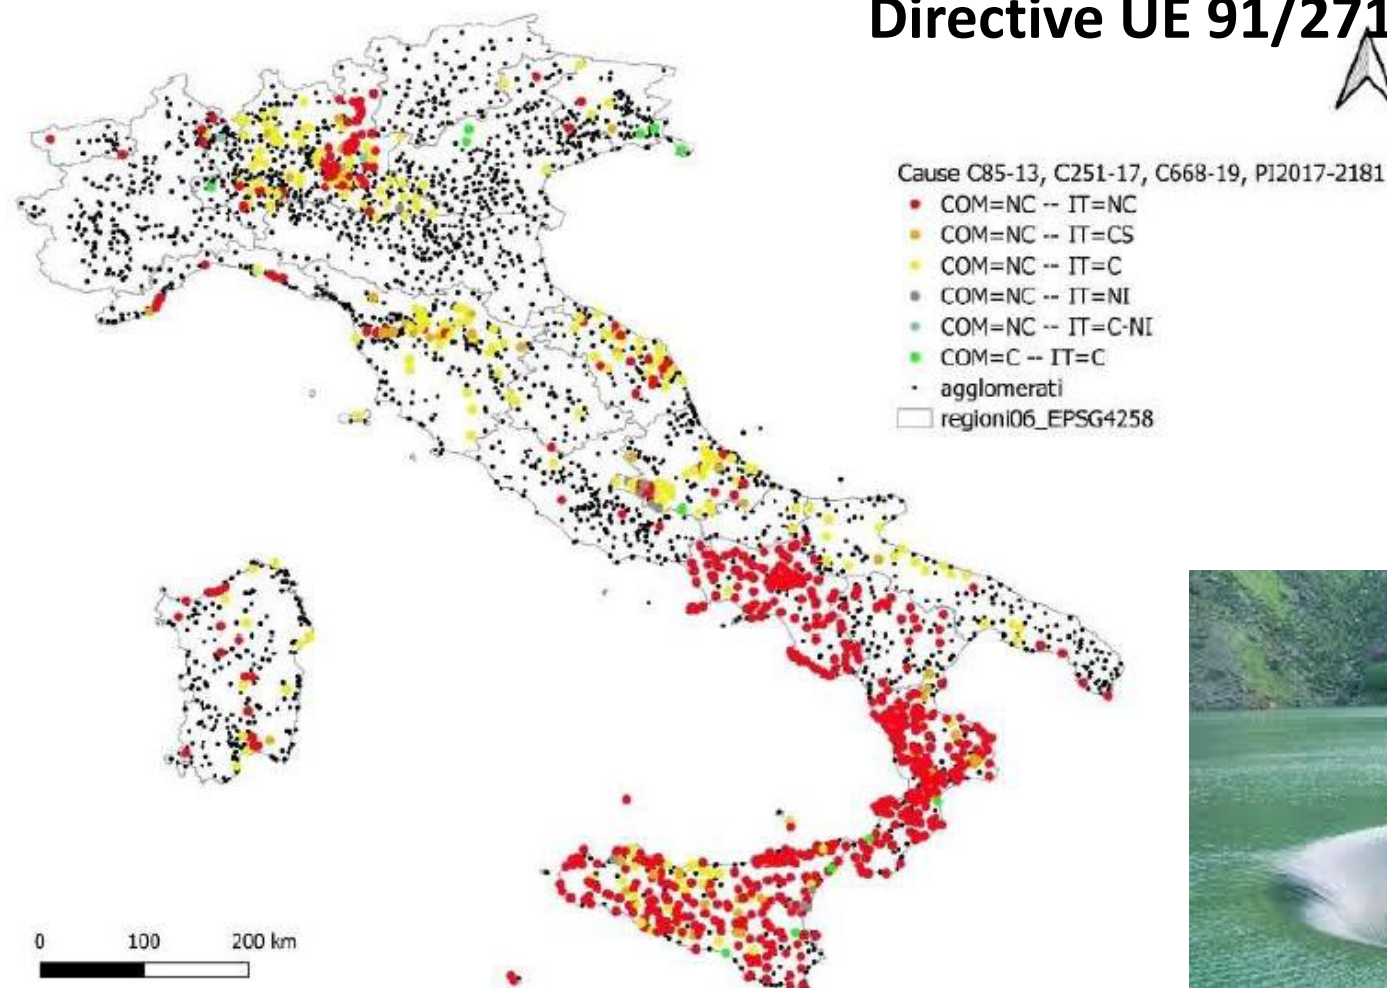 Directive UE 91/271
Cause C85-13, C251-17, C668-19, PI2017-2181
COM=NC -- IT=NC
COM=NC -- IT=CS
COM=NC -- IT=C
COM=NC -- IT=NI
COM=NC -- IT=C-NI
COM=C -- IT=C
agglomerati
regioni06_EPSG4258
0 100 200 km